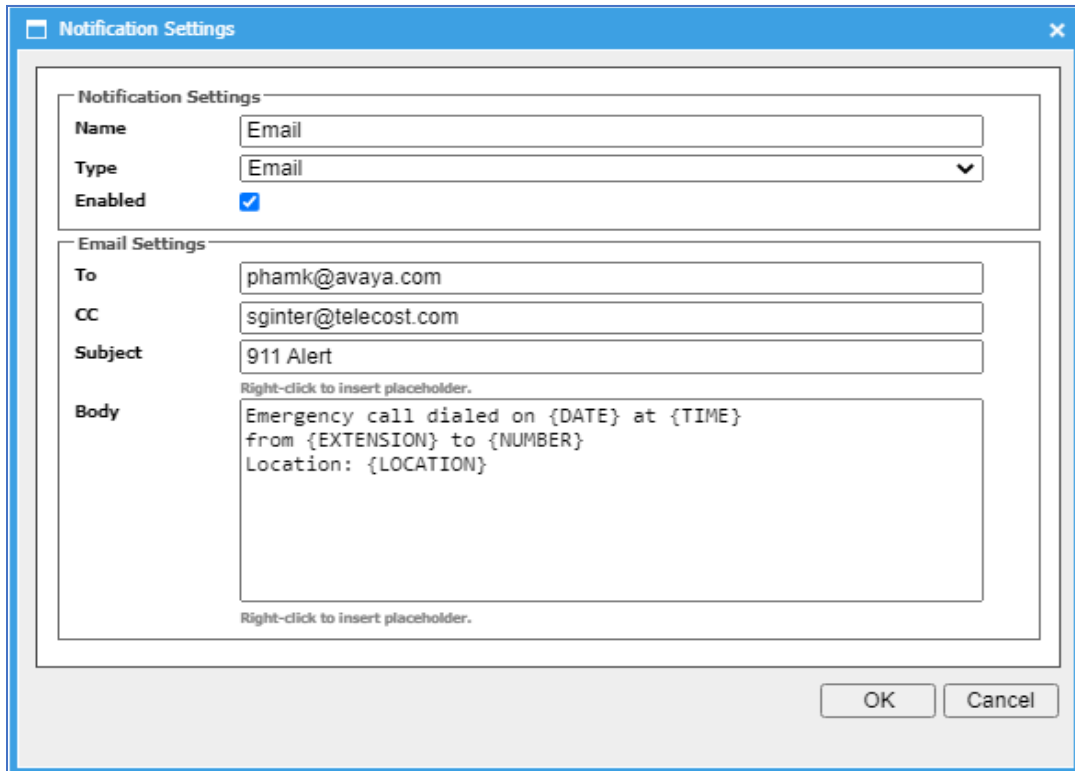 Notification Settings
Notification Settings
Name
Email
Type
Email
Enabled
Email Settings
To
phamk@avaya.com
CC
sginter@telecost.com
Subject
911 Alert
Right-click to insert placeholder.
Body
Emergency call dialed on {DATE} at {TIME}
from {EXTENSION} to {NUMBER}
Location: {LOCATION}
Right-click to insert placeholder.
OK
Cancel